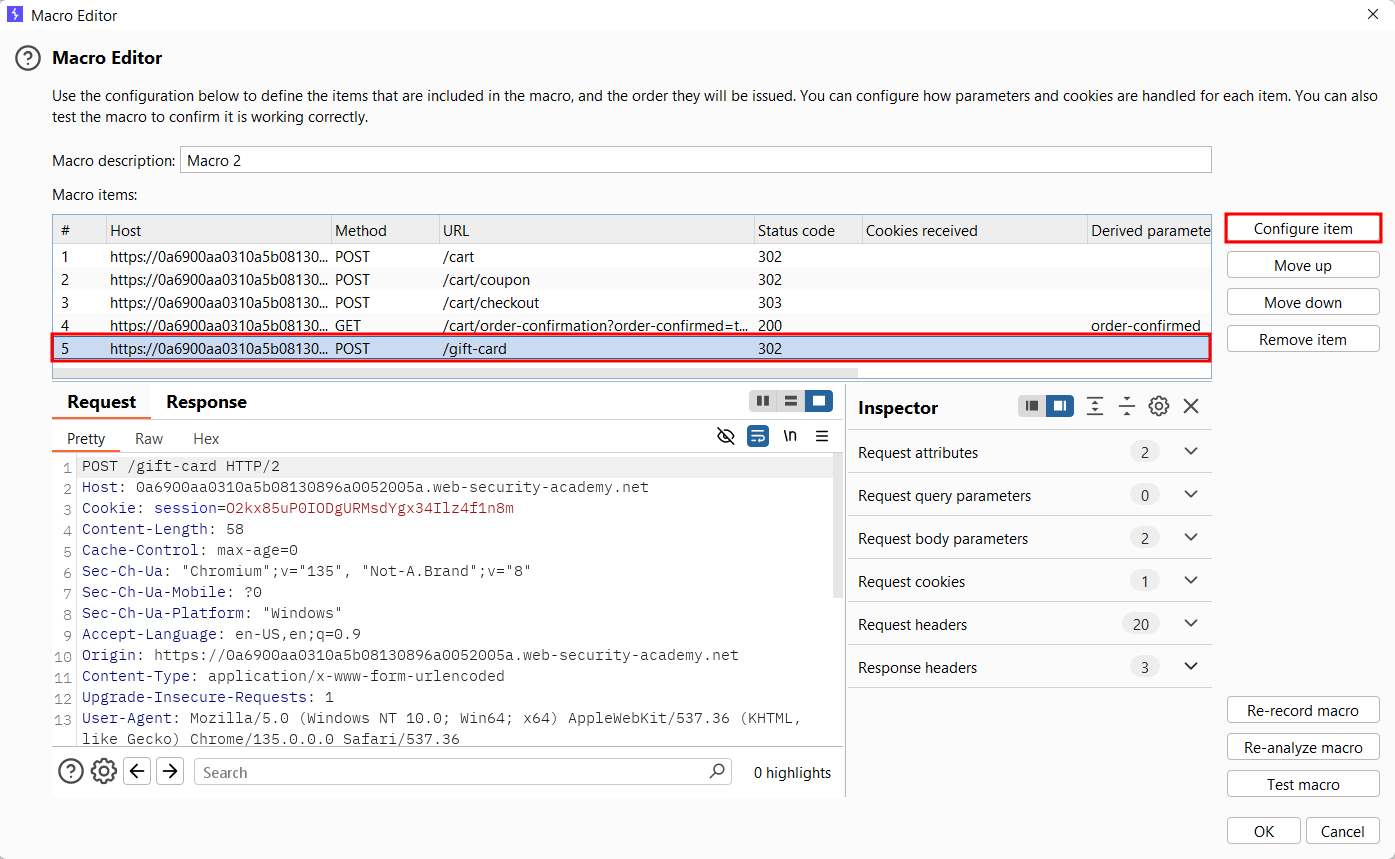 Macro Editor
Macro Editor
Use the configuration below to define the items that are included in the macro, and the order they will be issued. You can configure how parameters and cookies are handled for each item. You can also
test the macro to confirm it is working correctly.
Macro description: Macro 2
Macro items:
# Host Method URL Status code Cookies received Derived paramete
1 https://0a6900aa0310a5b08130... POST /cart 302
2 https://0a6900aa0310a5b08130... POST /cart/coupon 302
3 https://0a6900aa0310a5b08130... POST /cart/checkout 303
4 https://0a6900aa0310a5b08130... GET /cart/order-confirmation?order-confirmed=t... 200 order-confirmed
5 https://0a6900aa0310a5b08130... POST /gift-card 302
Configure item
Move up
Move down
Remove item
Request Response
Pretty Raw Hex \n
1 POST /gift-card HTTP/2
2 Host: 0a6900aa0310a5b08130896a0052005a.web-security-academy.net
3 Cookie: session=O2kx85uP0IODgURMsdYgx34Ilz4f1n8m
4 Content-Length: 58
5 Cache-Control: max-age=0
6 Sec-Ch-Ua: "Chromium";v="135", "Not-A.Brand";v="8"
7 Sec-Ch-Ua-Mobile: ?0
8 Sec-Ch-Ua-Platform: "Windows"
9 Accept-Language: en-US,en;q=0.9
10 Origin: https://0a6900aa0310a5b08130896a0052005a.web-security-academy.net
11 Content-Type: application/x-www-form-urlencoded
12 Upgrade-Insecure-Requests: 1
13 User-Agent: Mozilla/5.0 (Windows NT 10.0; Win64; x64) AppleWebKit/537.36 (KHTML,
like Gecko) Chrome/135.0.0.0 Safari/537.36
Search
0 highlights
Inspector
Request attributes 2
Request query parameters 0
Request body parameters 2
Request cookies 1
Request headers 20
Response headers 3
Re-record macro
Re-analyze macro
Test macro
OK Cancel